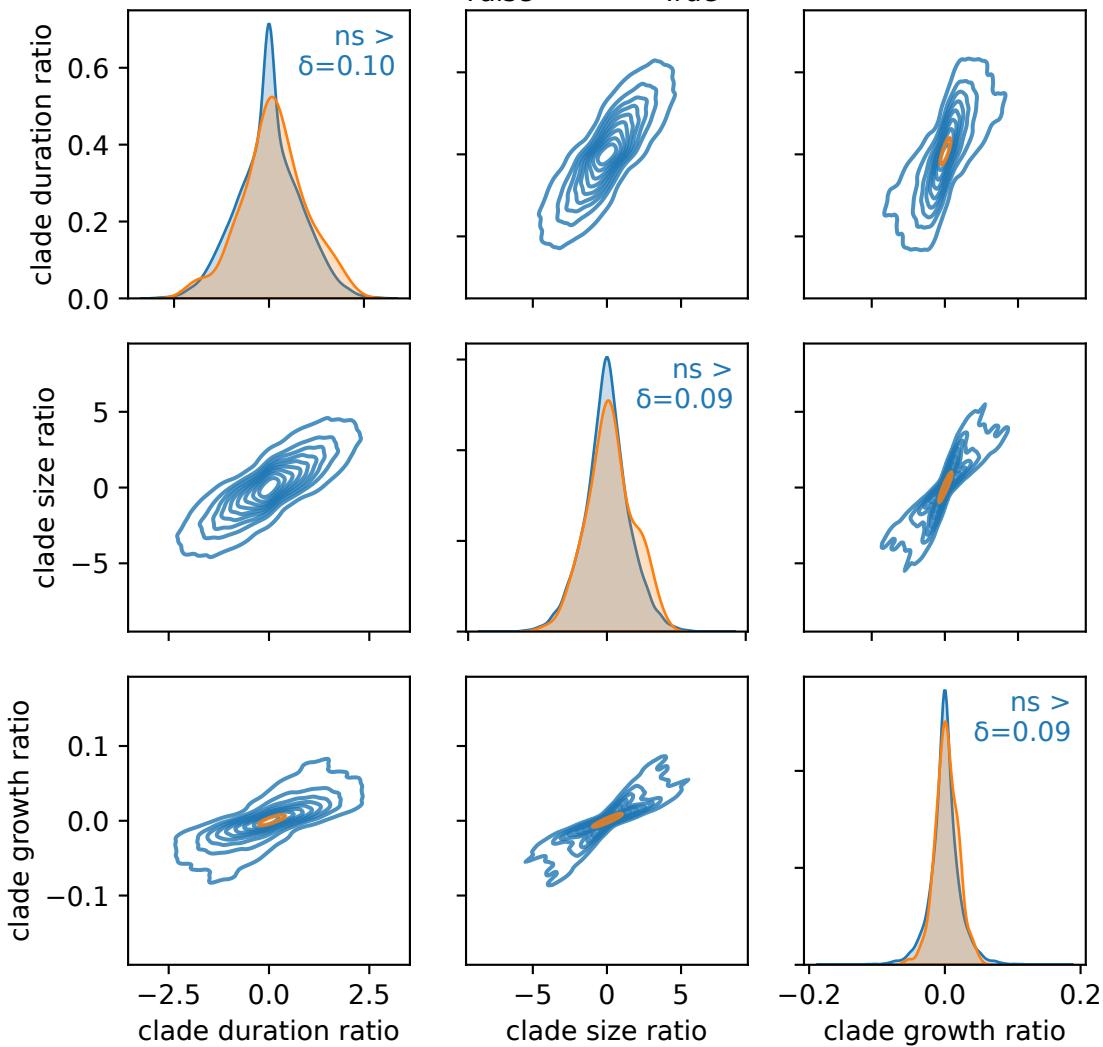 ns >
δ=0.10
clade duration ratio
0.6
0.4
0.2
0.0
ns >
δ=0.09
clade size ratio
5
0
−5
ns >
δ=0.09
clade growth ratio
0.1
0.0
−0.1
−2.5 0.0 2.5 −5 0 5 −0.2 0.0 0.2
clade duration ratio clade size ratio clade growth ratio